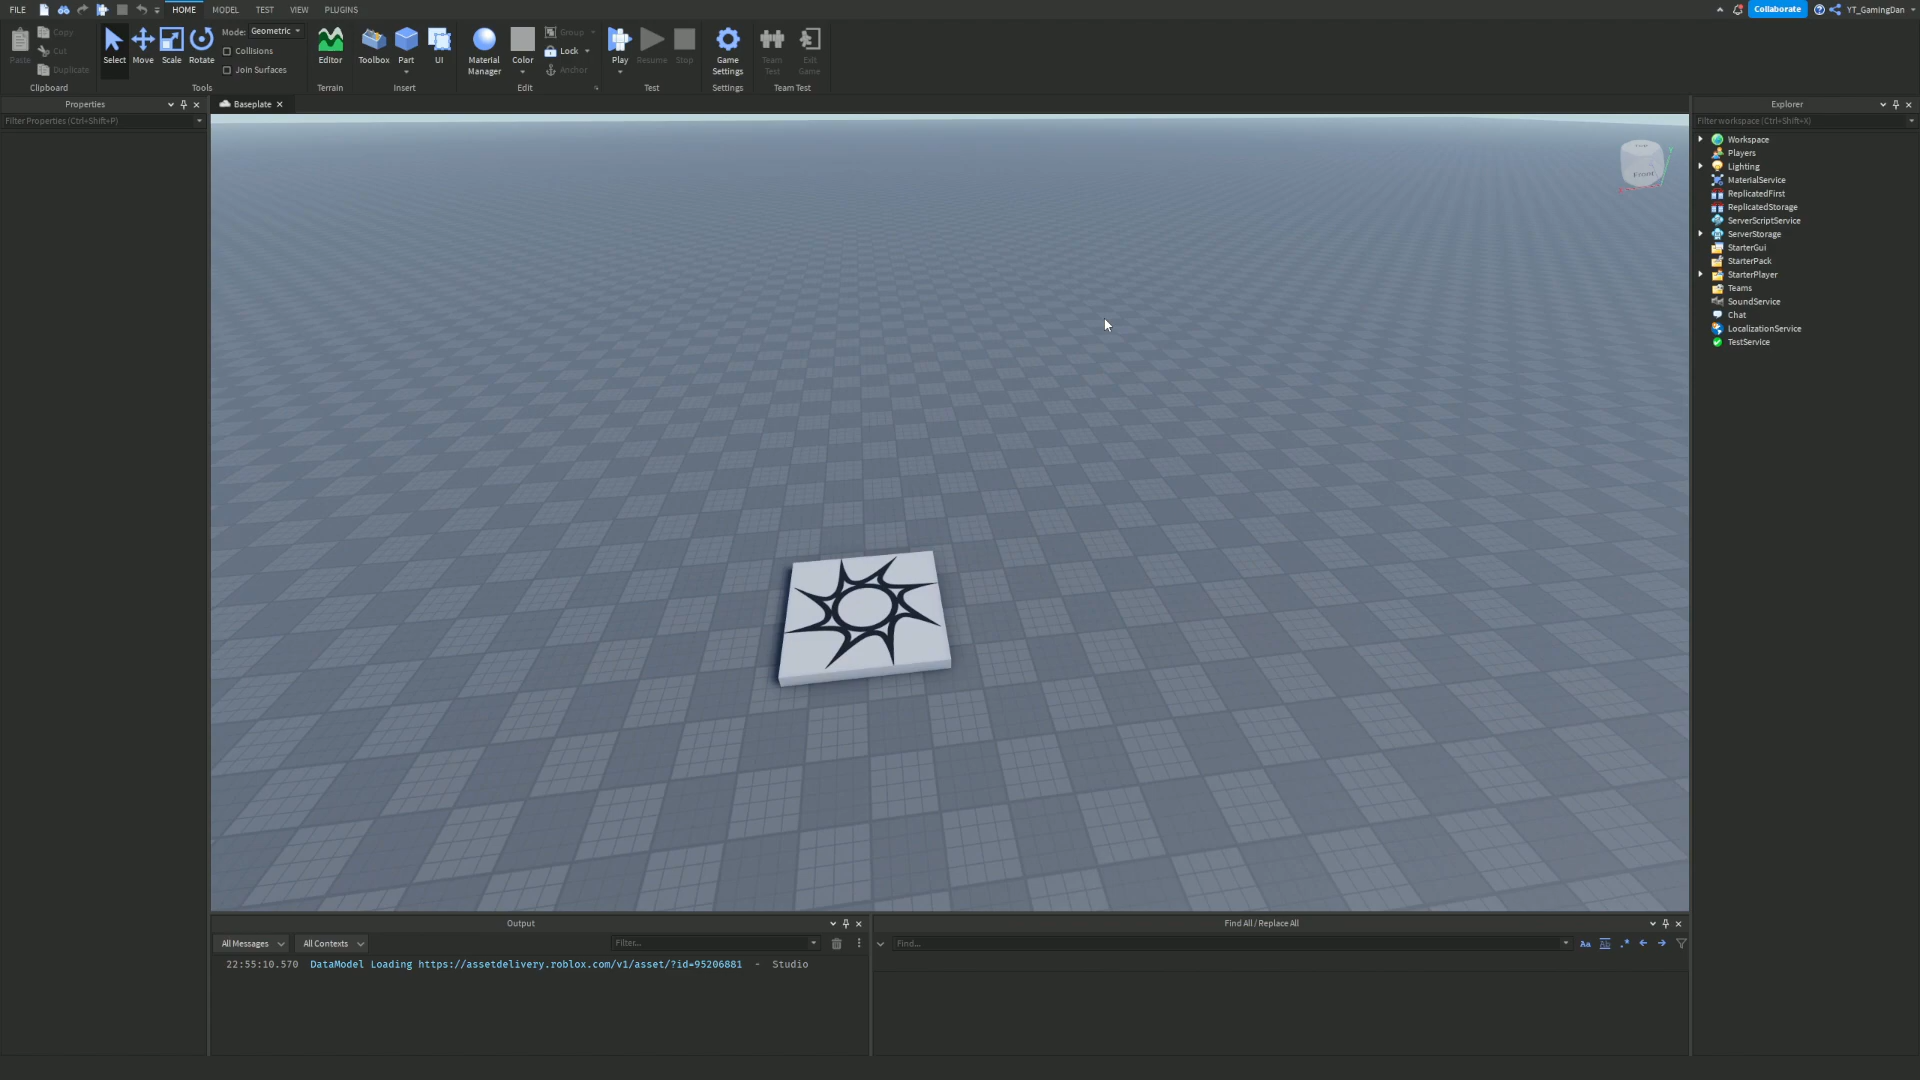 FILE HOME MODEL TEST VIEW PLUGINS Collaborate YT_GamingDan
Paste Copy Cut Duplicate
Clipboard
Select Move Scale Rotate
Mode: Geometric
Collisions
Join Surfaces
Tools
Editor
Terrain
Toolbox Part UI
Insert
Material Manager Color
Group
Lock
Anchor
Edit
Play Resume Stop
Test
Game Settings
Settings
Team Test Exit Game
Team Test
Properties
Filter Properties (Ctrl+Shift+P)
Baseplate
Front
Explorer
Filter workspace (Ctrl+Shift+X)
Workspace
Players
Lighting
MaterialService
ReplicatedFirst
ReplicatedStorage
ServerScriptService
ServerStorage
StarterGui
StarterPack
StarterPlayer
Teams
SoundService
Chat
LocalizationService
TestService
Output
All Messages All Contexts Filter...
22:55:10.570 DataModel Loading https://assetdelivery.roblox.com/v1/asset/?id=95206881 - Studio
Find All / Replace All
Find... Aa Ab .*